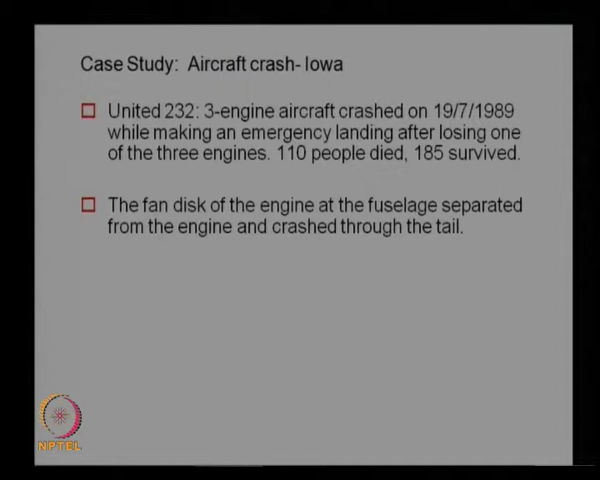 Case Study: Aircraft crash- Iowa
United 232: 3-engine aircraft crashed on 19/7/1989
while making an emergency landing after losing one
of the three engines. 110 people died, 185 survived.
The fan disk of the engine at the fuselage separated
from the engine and crashed through the tail.
NPTEL